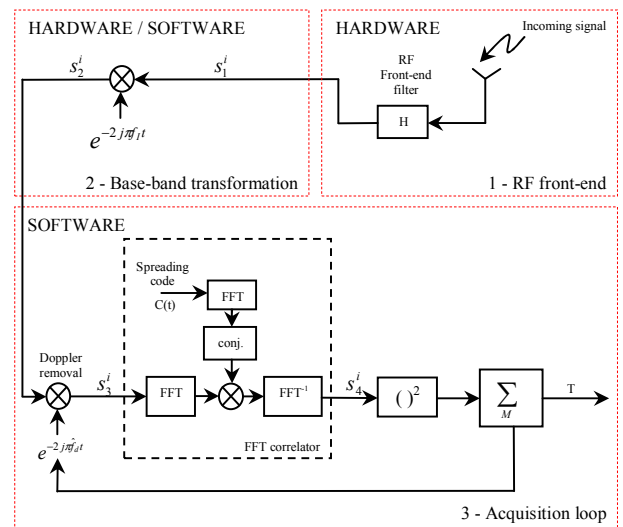 HARDWARE / SOFTWARE
s_2^i
s_1^i
e^{-2jπf_I t}
2 - Base-band transformation
HARDWARE
Incoming signal
RF
Front-end
filter
H
1 - RF front-end
SOFTWARE
Spreading
code
C(t)
FFT
conj.
Doppler
removal
s_3^i
FFT
FFT^{-1}
s_4^i
( )^2
∑
M
T
e^{-2jπ\hat{f}_d t}
FFT correlator
3 - Acquisition loop